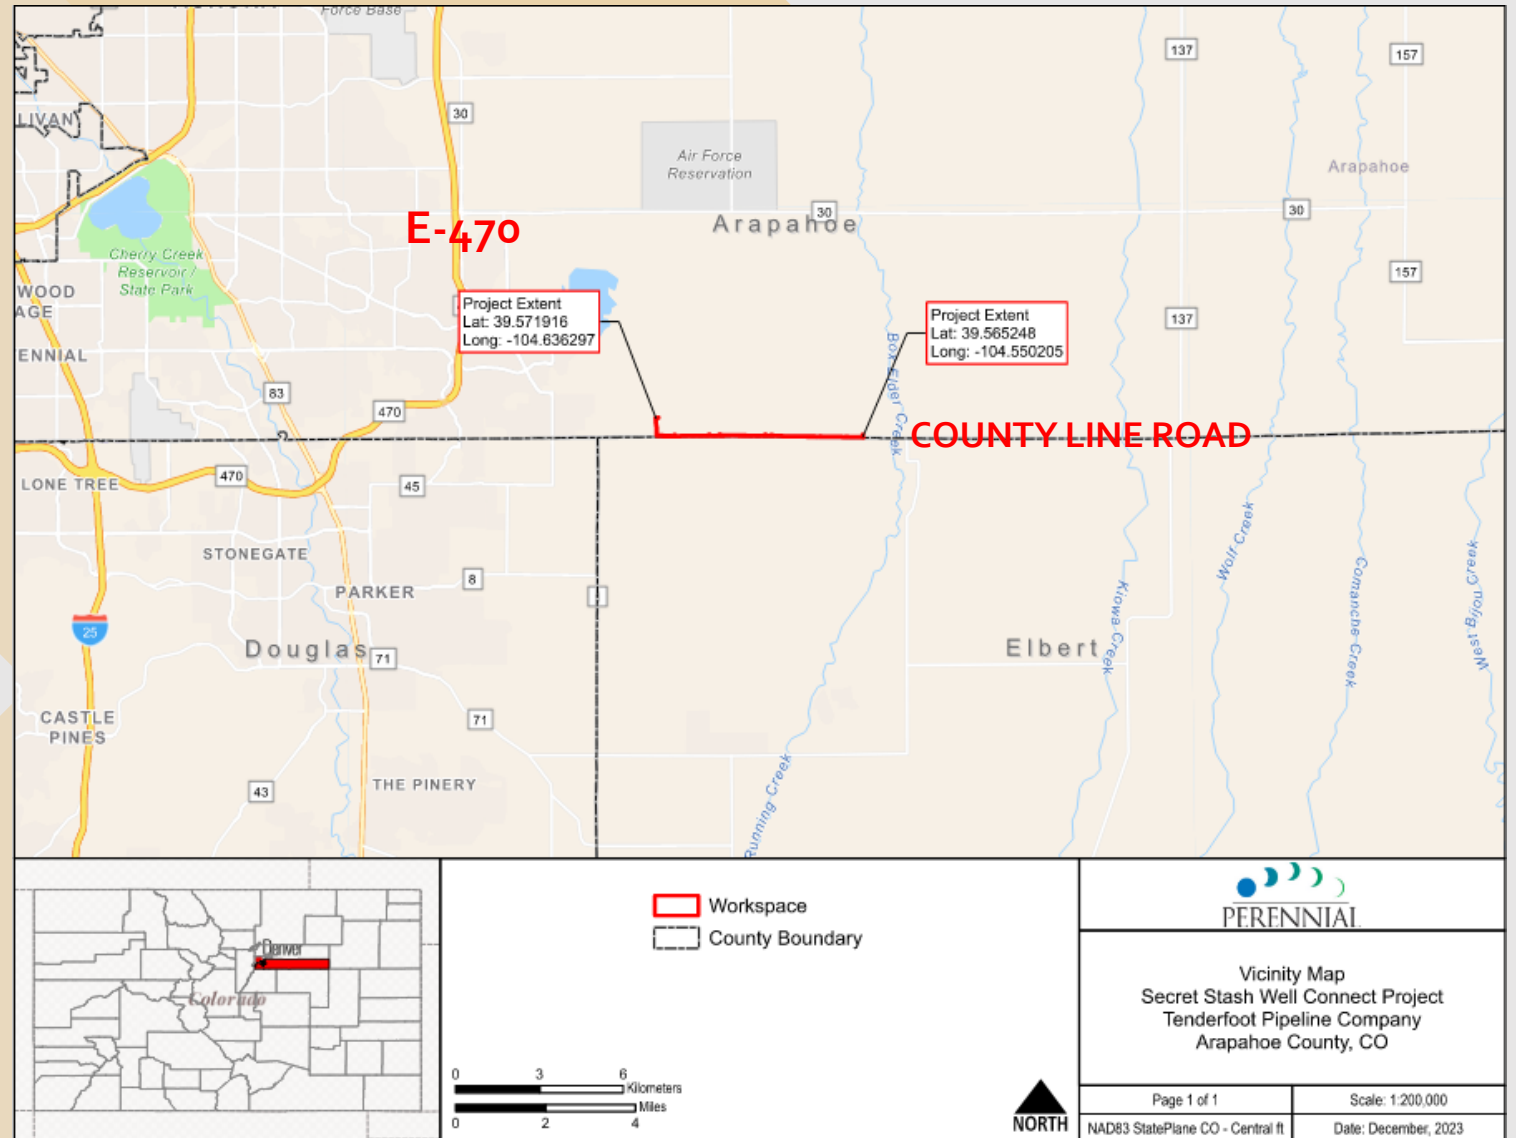 Force Base
30
137
157
LIVAN
Air Force
Reservation
Arapahoe
30
Arapahoe
30
E-470
Cherry Creek
Reservoir /
State Park
157
WOOD
AGE
Project Extent
Lat: 39.571916
Long: -104.636297
Project Extent
Lat: 39.565248
Long: -104.550205
137
ENNIAL
Box Elder Creek
83
470
COUNTY LINE ROAD
470
LONE TREE
45
STONEGATE
Wolf Creek
Comanche Creek
West Bijou Creek
8
PARKER
Kiowa Creek
25
Douglas
71
Elbert
CASTLE
PINES
71
Running Creek
43
THE PINERY
Denver
Colorado
Workspace
County Boundary
0 3 6
Kilometers
Miles
0 2 4
NORTH
PERENNIAL
Vicinity Map
Secret Stash Well Connect Project
Tenderfoot Pipeline Company
Arapahoe County, CO
Page 1 of 1
Scale: 1:200,000
NAD83 StatePlane CO - Central ft
Date: December, 2023